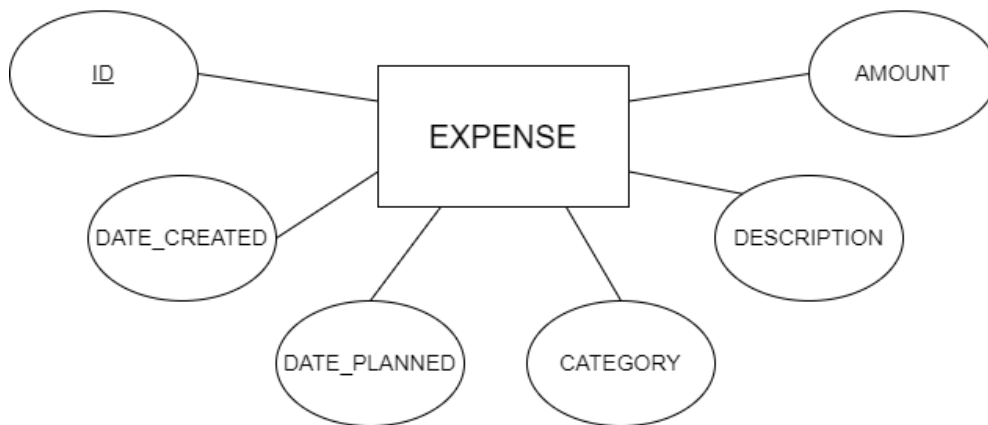 ID
AMOUNT
EXPENSE
DATE_CREATED
DESCRIPTION
DATE_PLANNED
CATEGORY